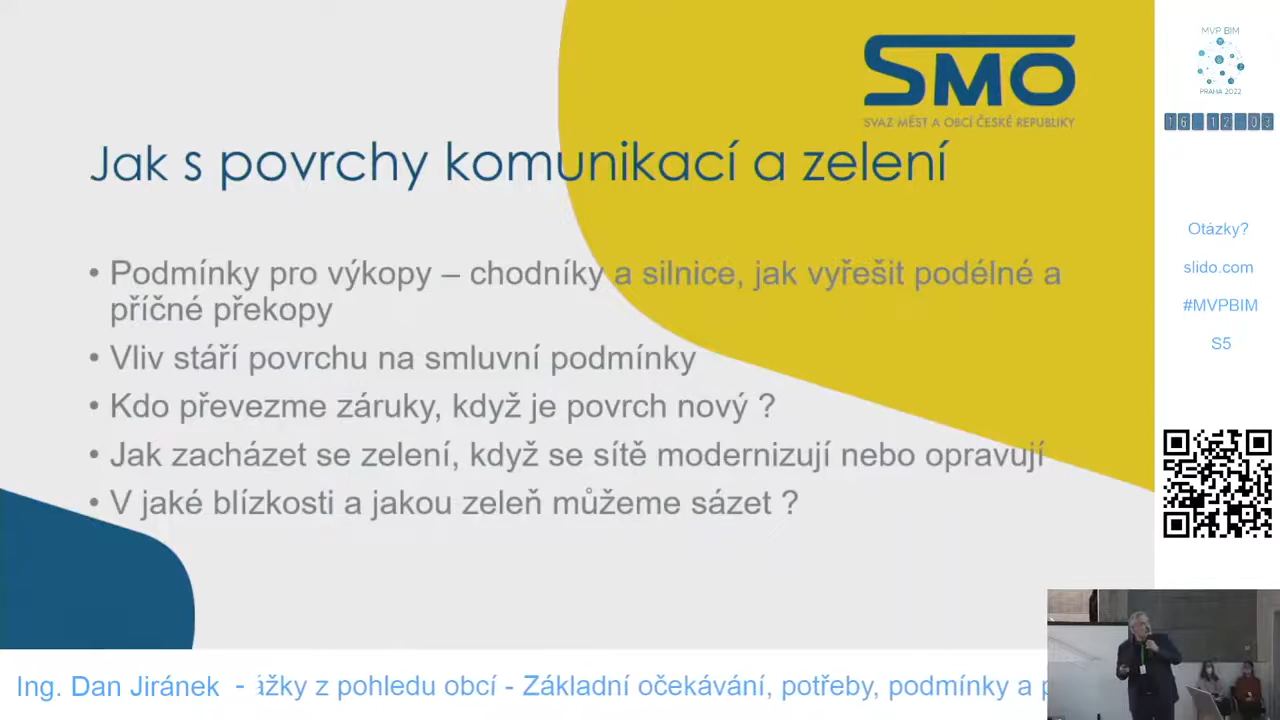 SMO
SVAZ MĚST A OBCÍ ČESKÉ REPUBLIKY
Jak s povrchy komunikací a zelení
• Podmínky pro výkopy – chodníky a silnice, jak vyřešit podélné a
příčné překopy
• Vliv stáří povrchu na smluvní podmínky
• Kdo převezme záruky, když je povrch nový ?
• Jak zacházet se zelení, když se sítě modernizují nebo opravují
• V jaké blízkosti a jakou zeleň můžeme sázet ?
MVP BIM
PRAHA 2022
16 12 03
Otázky?
slido.com
#MVPBIM
S5
Ing. Dan Jiránek - z pohledu obcí - Základní očekávání, potřeby, podmínky a